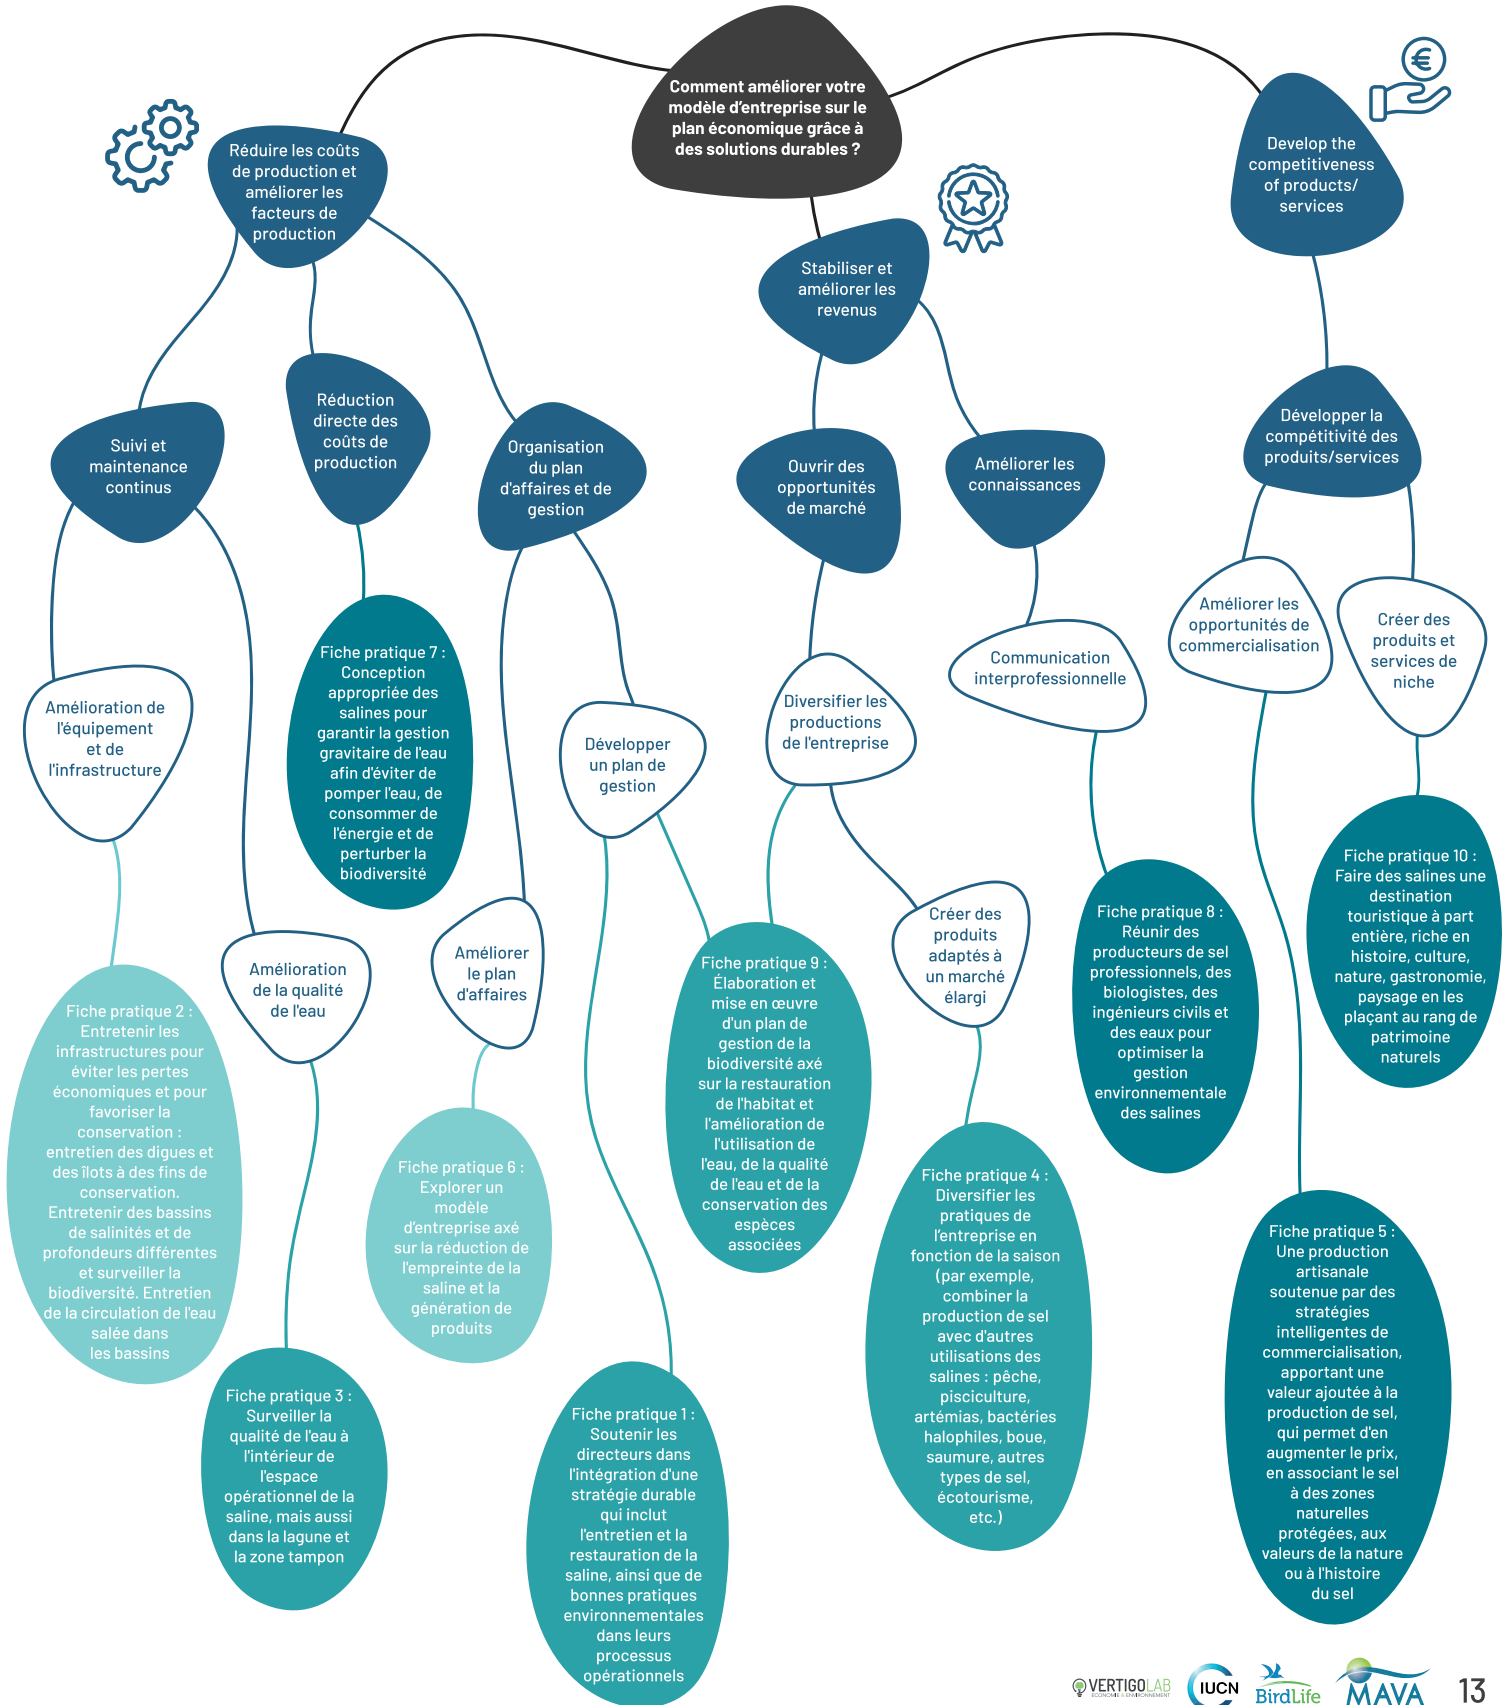 Comment améliorer votre
modèle d'entreprise sur le
plan économique grâce à
des solutions durables ?
Réduire les coûts
de production et
améliorer les
facteurs de
production
Develop the
competitiveness
of products/
services
Stabiliser et
améliorer les
revenus
Suivi et
maintenance
continus
Réduction
directe des
coûts de
production
Organisation
du plan
d'affaires et de
gestion
Ouvrir des
opportunités
de marché
Améliorer les
connaissances
Développer la
compétitivité des
produits/services
Amélioration de
l'équipement
et de
l'infrastructure
Fiche pratique 7 :
Conception
appropriée des
salines pour
garantir la gestion
gravitaire de l'eau
afin d'éviter de
pomper l'eau, de
consommer de
l'énergie et de
perturber la
biodiversité
Développer
un plan de
gestion
Diversifier les
productions
de l'entreprise
Communication
interprofessionnelle
Améliorer les
opportunités de
commercialisation
Créer des
produits et
services de
niche
Amélioration
de la qualité
de l'eau
Améliorer
le plan
d'affaires
Créer des
produits
adaptés à
un marché
élargi
Fiche pratique 2 :
Entretenir les
infrastructures pour
éviter les pertes
économiques et pour
favoriser la
conservation :
entretien des digues et
des îlots à des fins de
conservation.
Entretenir des bassins
de salinités et de
profondeurs différentes
et surveiller la
biodiversité. Entretien
de la circulation de l'eau
salée dans
les bassins
Fiche pratique 3 :
Surveiller la
qualité de l'eau à
l'intérieur de
l'espace
opérationnel de la
saline, mais aussi
dans la lagune et
la zone tampon
Fiche pratique 6 :
Explorer un
modèle
d'entreprise axé
sur la réduction de
l'empreinte de la
saline et la
génération de
produits
Fiche pratique 1 :
Soutenir les
directeurs dans
l'intégration d'une
stratégie durable
qui inclut
l'entretien et la
restauration de la
saline, ainsi que de
bonnes pratiques
environnementales
dans leurs
processus
opérationnels
Fiche pratique 9 :
Élaboration et
mise en œuvre
d'un plan de
gestion de la
biodiversité axé
sur la restauration
de l'habitat et
l'amélioration de
l'utilisation de
l'eau, de la qualité
de l'eau et de la
conservation des
espèces
associées
Fiche pratique 4 :
Diversifier les
pratiques de
l'entreprise en
fonction de la saison
(par exemple,
combiner la
production de sel
avec d'autres
utilisations des
salines : pêche,
pisciculture,
artémias, bactéries
halophiles, boue,
saumure, autres
types de sel,
écotourisme,
etc.)
Fiche pratique 8 :
Réunir des
producteurs de sel
professionnels, des
biologistes, des
ingénieurs civils et
des eaux pour
optimiser la
gestion
environnementale
des salines
Fiche pratique 5 :
Une production
artisanale
soutenue par des
stratégies
intelligentes de
commercialisation,
apportant une
valeur ajoutée à la
production de sel,
qui permet d'en
augmenter le prix,
en associant le sel
à des zones
naturelles
protégées, aux
valeurs de la nature
ou à l'histoire
du sel
Fiche pratique 10 :
Faire des salines une
destination
touristique à part
entière, riche en
histoire, culture,
nature, gastronomie,
paysage en les
plaçant au rang de
patrimoine
naturels
VERTIGOLAB
ECONOMIE & ENVIRONNEMENT
IUCN
BirdLife
MAVA
13